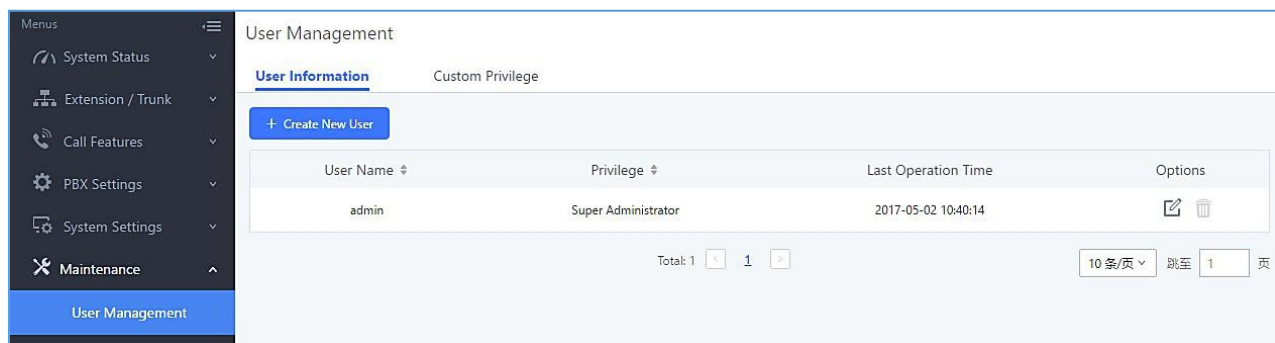 Menus
System Status
Extension / Trunk
Call Features
PBX Settings
System Settings
Maintenance
User Management
User Management
User Information Custom Privilege
+ Create New User
User Name Privilege Last Operation Time Options
admin Super Administrator 2017-05-02 10:40:14
Total: 1 < 1 > 10 条/页 跳至 1 页